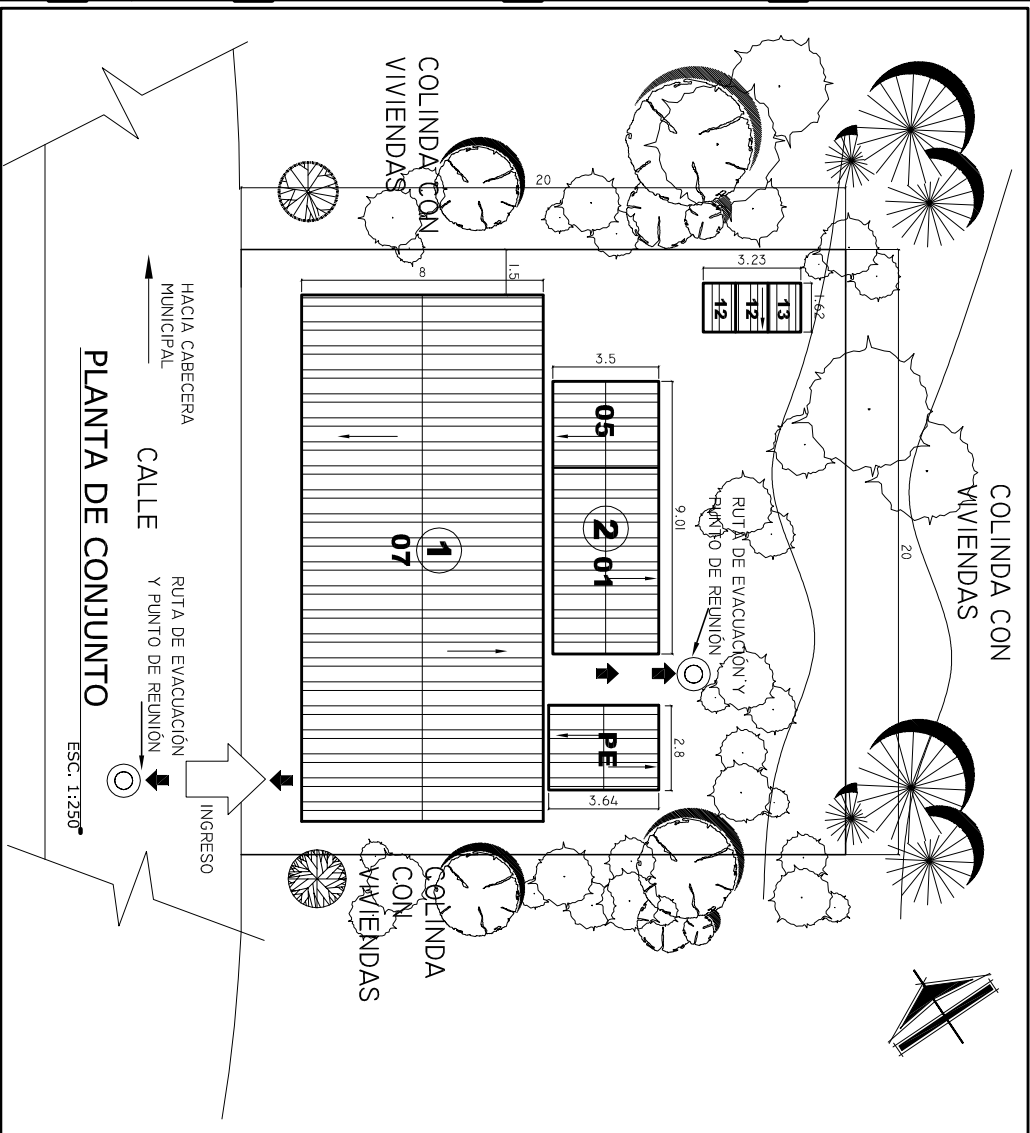 COLINDA CON
VIVIENDAS
20
COLINDA CON
VIVIENDAS
20
3.23
1.62
13
12
12
3.5
9.01
05
2
01
RUTA DE EVACUACIÓN Y
PUNTO DE REUNIÓN
1.5
8
1
07
PE
2.8
3.64
COLINDA
CON
VIVIENDAS
HACIA CABECERA
MUNICIPAL
CALLE
RUTA DE EVACUACIÓN
Y PUNTO DE REUNIÓN
INGRESO
PLANTA DE CONJUNTO
ESC. 1:250